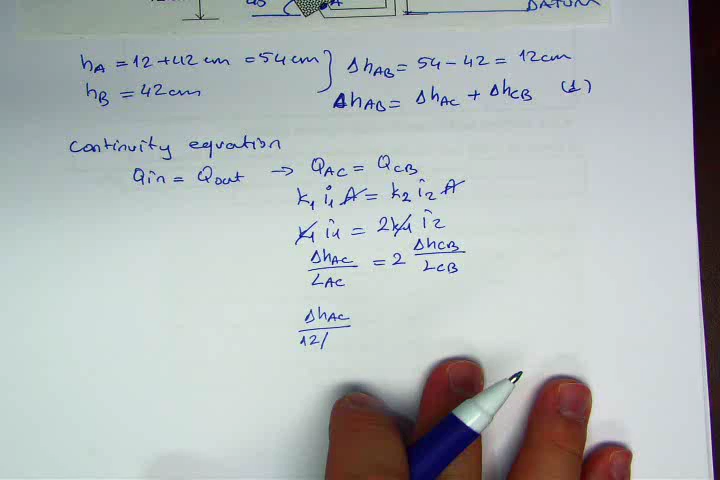 45
A
DATUM
hA = 12 + 42 cm = 54 cm
hB = 42 cm
ΔhAB = 54 - 42 = 12 cm
ΔhAB = ΔhAC + ΔhCB (1)
Continuity equation
Qin = Qout → QAC = QCB
k1 i1 A = k2 i2 A
k1 i1 = 2k1 i2
ΔhAC / LAC = 2 ΔhCB / LCB
ΔhAC
12/